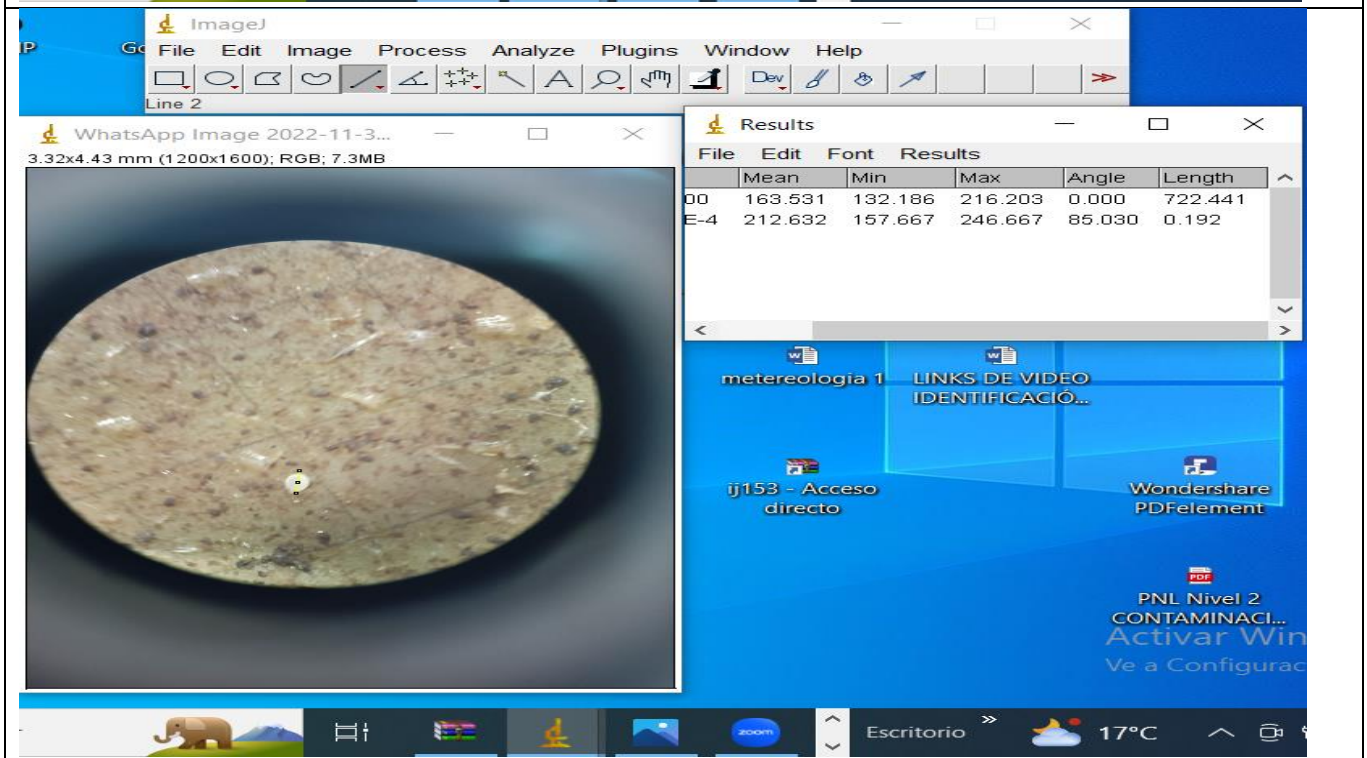 ImageJ
File Edit Image Process Analyze Plugins Window Help
A Dev
Line 2
WhatsApp Image 2022-11-3...
3.32x4.43 mm (1200x1600); RGB; 7.3MB
Results
File Edit Font Results
Mean Min Max Angle Length
00 163.531 132.186 216.203 0.000 722.441
E-4 212.632 157.667 246.667 85.030 0.192
metereologia 1
LINKS DE VIDEO
IDENTIFICACIÓ...
ij153 - Acceso
directo
Wondershare
PDFelement
PDF
PNL Nivel 2
CONTAMINACI...
Activar Win
Ve a Configurac
zoom
Escritorio
17°C